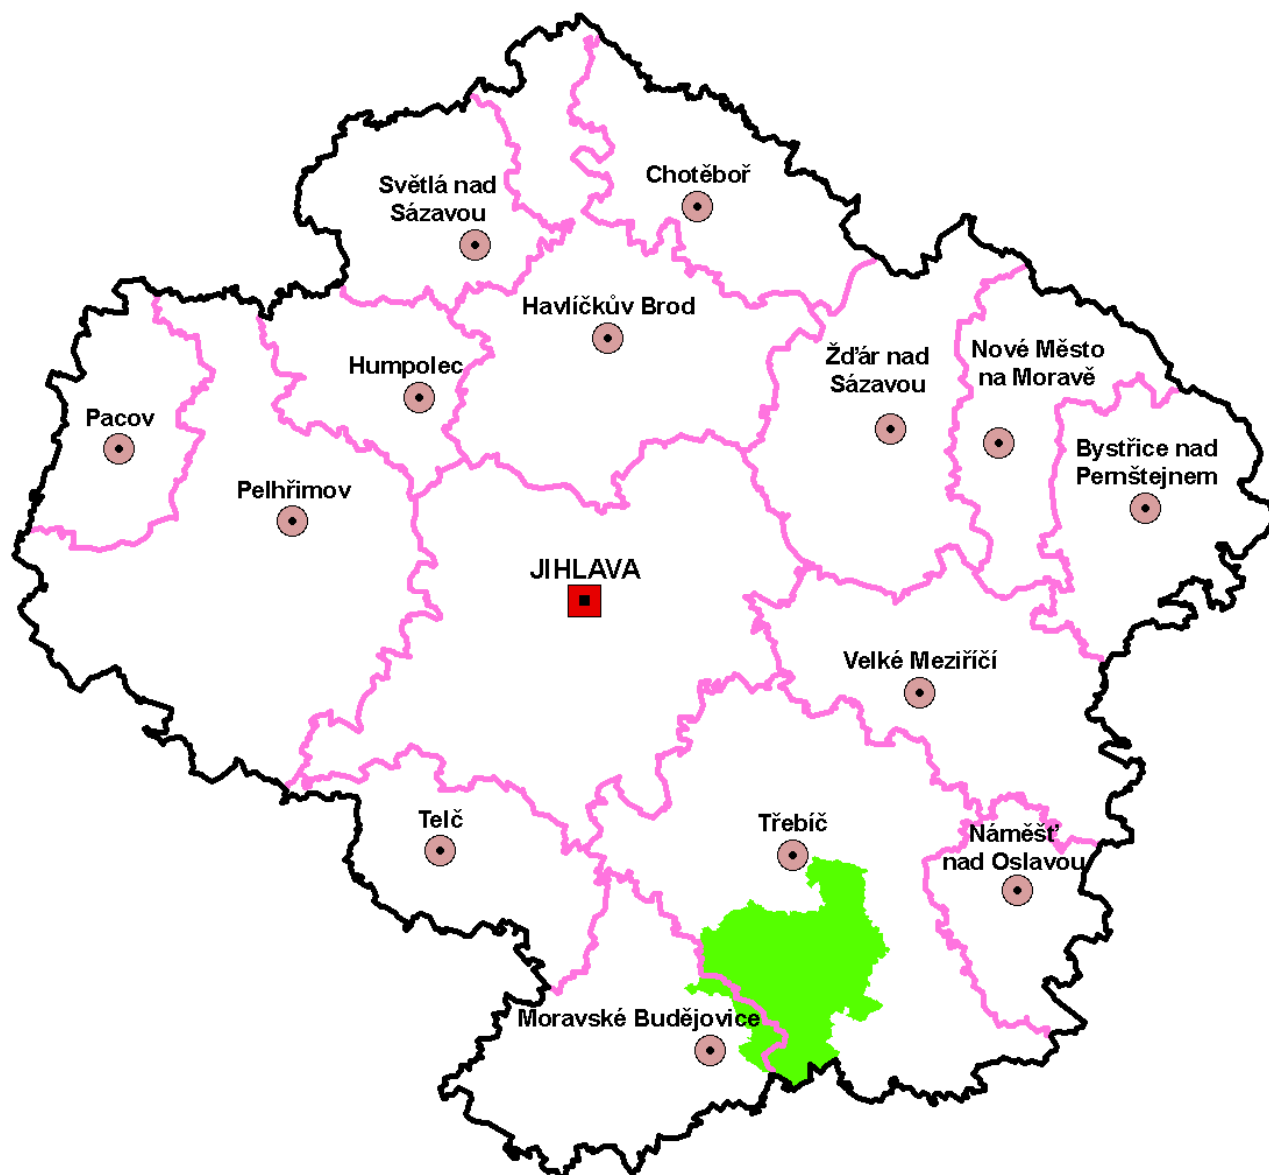 Chotěboř
Světlá nad
Sázavou
Havlíčkův Brod
Humpolec
Žďár nad
Sázavou
Nové Město
na Moravě
Pacov
Bystřice nad
Pernštejnem
Pelhřimov
JIHLAVA
Velké Meziříčí
Telč
Třebíč
Náměšť
nad Oslavou
Moravské Budějovice